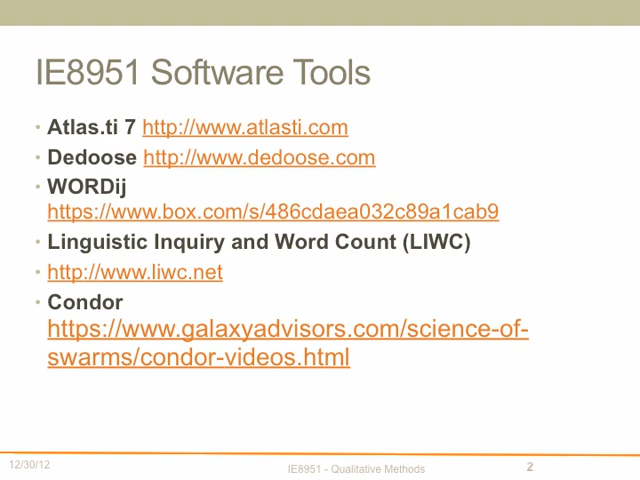 IE8951 Software Tools
• Atlas.ti 7 http://www.atlasti.com
• Dedoose http://www.dedoose.com
• WORDij
https://www.box.com/s/486cdaea032c89a1cab9
• Linguistic Inquiry and Word Count (LIWC)
• http://www.liwc.net
• Condor
https://www.galaxyadvisors.com/science-of-
swarms/condor-videos.html
12/30/12
IE8951 - Qualitative Methods
2